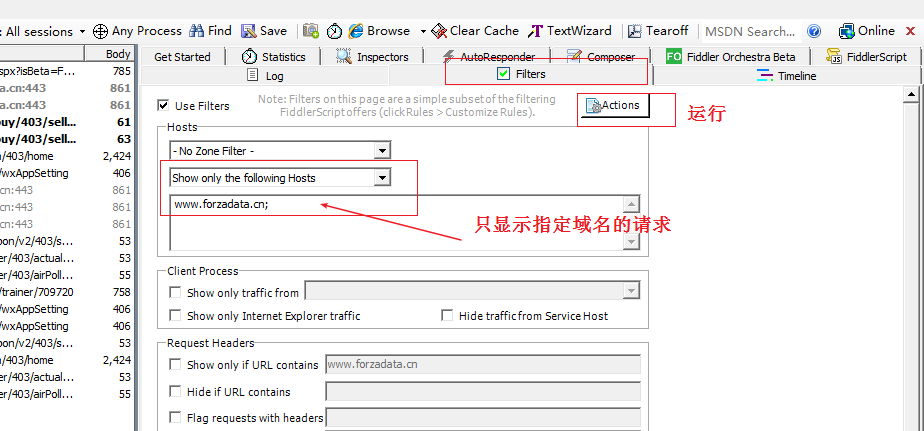 All sessions Any Process Find Save Browse Clear Cache TextWizard Tearoff MSDN Search... Online
Body
Get Started Statistics Inspectors AutoResponder Composer Fiddler Orchestra Beta FiddlerScript
Log Filters Timeline
spx?isBeta=F... 785
a.cn:443 861
a.cn:443 861
buy/403/sell... 61
buy/403/sell... 63
/403/home 2,424
/wxAppSetting 406
cn:443 861
cn:443 861
pon/v2/403/s... 53
er/403/actual... 53
er/403/airPoll... 55
/trainer/709720 758
/wxAppSetting 406
/wxAppSetting 406
pon/v2/403/s... 53
/403/home 2,424
er/403/actual... 53
er/403/airPoll... 55
Use Filters
Note: Filters on this page are a simple subset of the filtering
FiddlerScript offers (click Rules > Customize Rules).
Actions
运行
Hosts
- No Zone Filter -
Show only the following Hosts
www.forzadata.cn;
只显示指定域名的请求
Client Process
Show only traffic from
Show only Internet Explorer traffic Hide traffic from Service Host
Request Headers
Show only if URL contains www.forzadata.cn
Hide if URL contains
Flag requests with headers